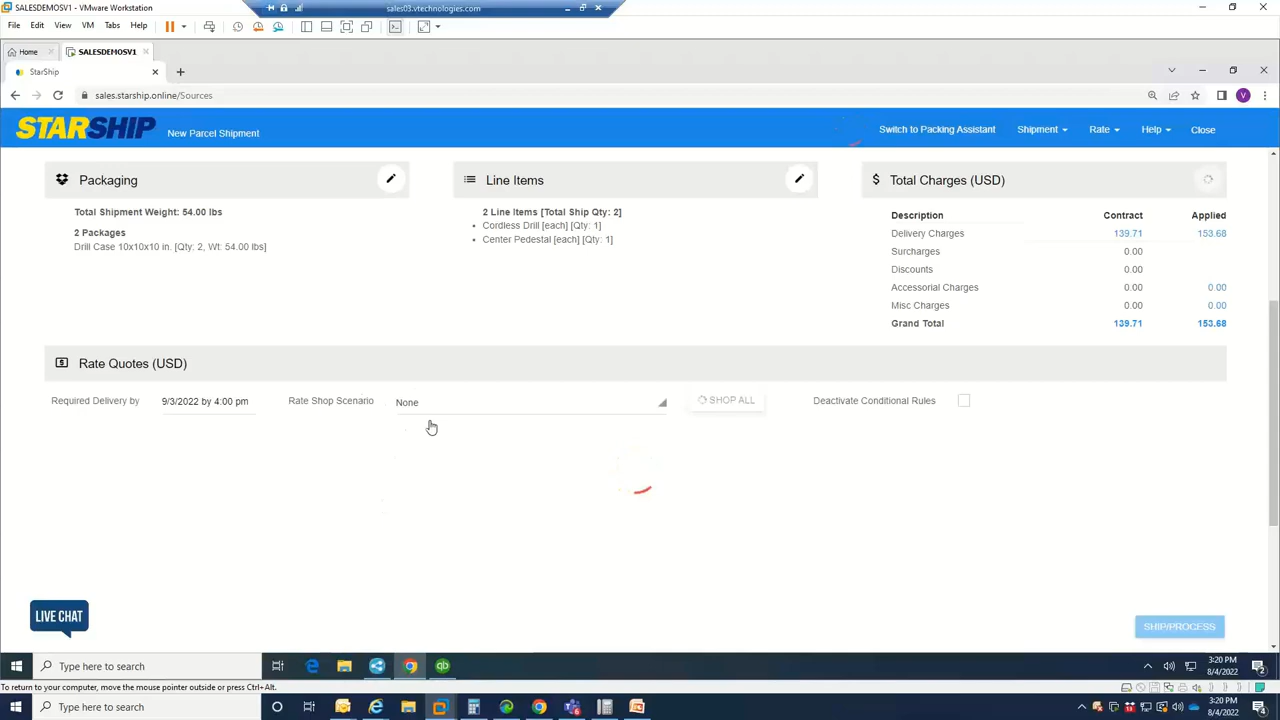 SALESDEMOSV1 - VMware Workstation
sales03.vtechnologies.com
File Edit View VM Tabs Help
Home SALESDEMOSV1
StarShip
sales.starship.online/Sources
V
STARSHIP New Parcel Shipment Switch to Packing Assistant Shipment Rate Help Close
Packaging
Total Shipment Weight: 54.00 lbs
2 Packages
Drill Case 10x10x10 in. [Qty: 2, Wt: 54.00 lbs]
Line Items
2 Line Items [Total Ship Qty: 2]
Cordless Drill [each] [Qty: 1]
Center Pedestal [each] [Qty: 1]
Total Charges (USD)
Description Contract Applied
Delivery Charges 139.71 153.68
Surcharges 0.00
Discounts 0.00
Accessorial Charges 0.00 0.00
Misc Charges 0.00 0.00
Grand Total 139.71 153.68
Rate Quotes (USD)
Required Delivery by 9/3/2022 by 4:00 pm Rate Shop Scenario None SHOP ALL Deactivate Conditional Rules
LIVE CHAT
SHIP/PROCESS
Type here to search
qb
3:20 PM
8/4/2022
2
To return to your computer, move the mouse pointer outside or press Ctrl+Alt.
Type here to search
3:20 PM
8/4/2022
4